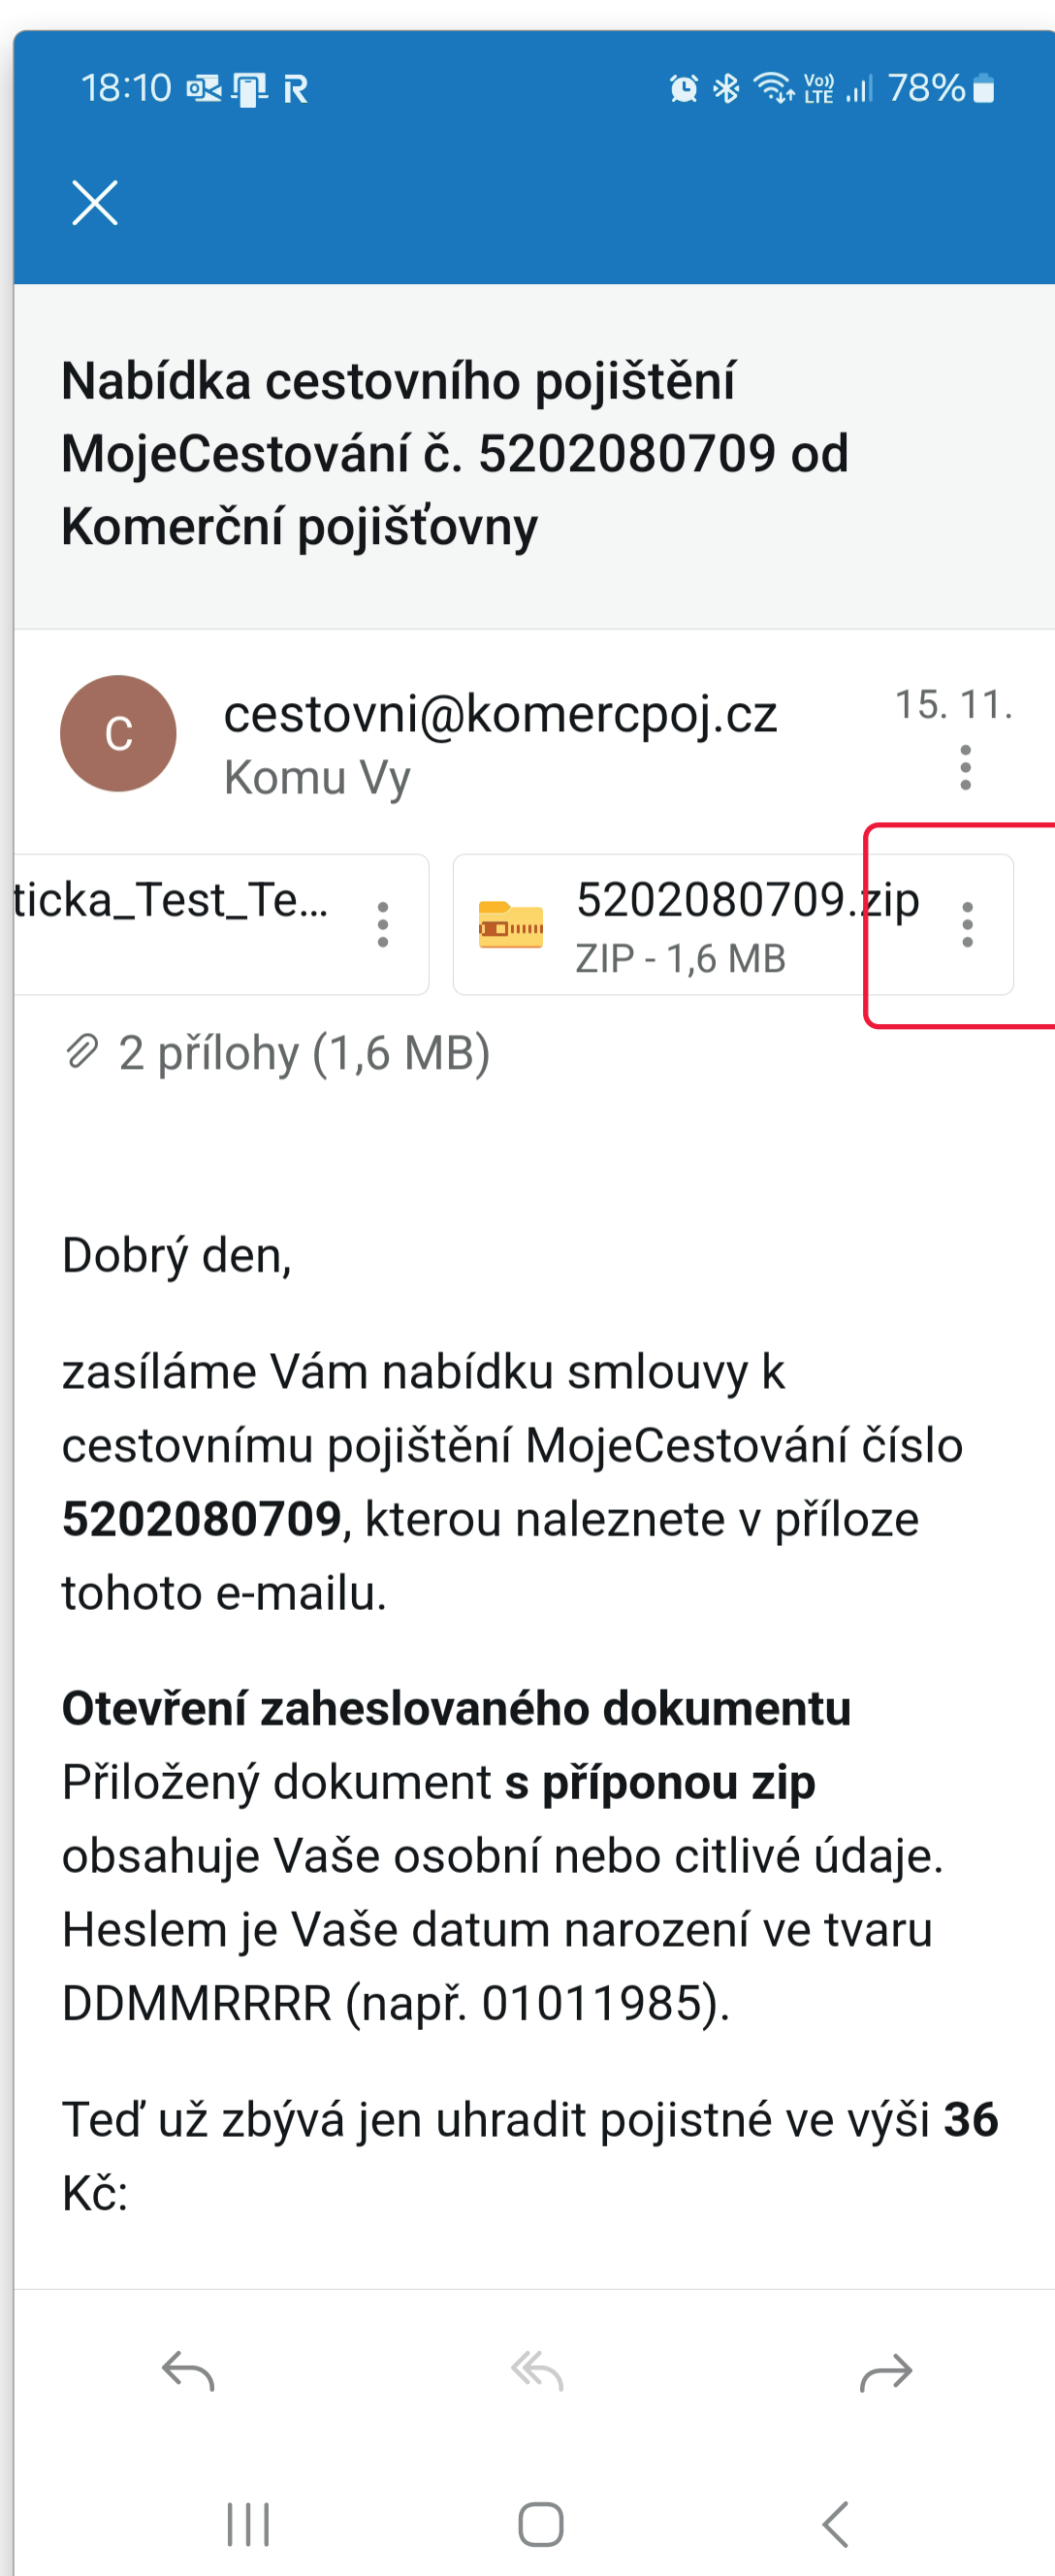 18:10 Vo)) LTE 78%
Nabídka cestovního pojištění
MojeCestování č. 5202080709 od
Komerční pojišťovny
C
cestovni@komercpoj.cz
15. 11.
Komu Vy
ticka_Test_Te...
5202080709.zip
ZIP - 1,6 MB
2 přílohy (1,6 MB)
Dobrý den,
zasíláme Vám nabídku smlouvy k
cestovnímu pojištění MojeCestování číslo
5202080709, kterou naleznete v příloze
tohoto e-mailu.
Otevření zaheslovaného dokumentu
Přiložený dokument s příponou zip
obsahuje Vaše osobní nebo citlivé údaje.
Heslem je Vaše datum narození ve tvaru
DDMMRRRR (např. 01011985).
Teď už zbývá jen uhradit pojistné ve výši 36
Kč: